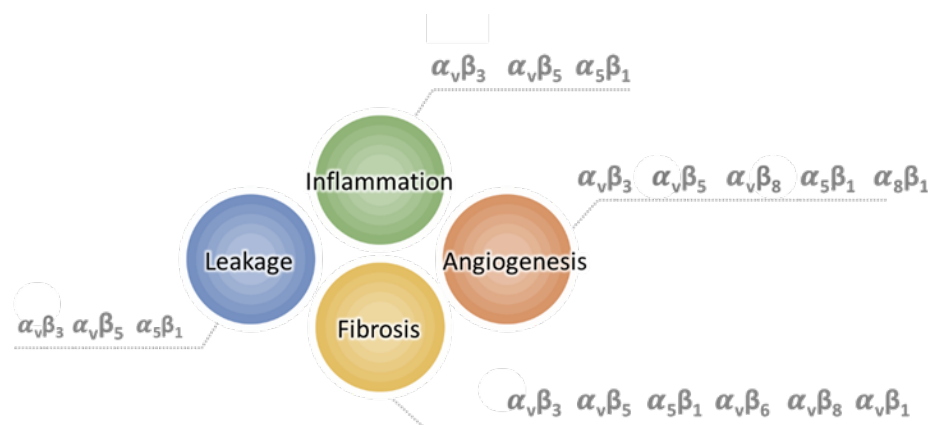 αvβ3 αvβ5 α5β1
Inflammation
αvβ3 αvβ5 αvβ8 α5β1 α8β1
Leakage
Angiogenesis
αvβ3 αvβ5 α5β1
Fibrosis
αvβ3 αvβ5 α5β1 αvβ6 αvβ8 αvβ1